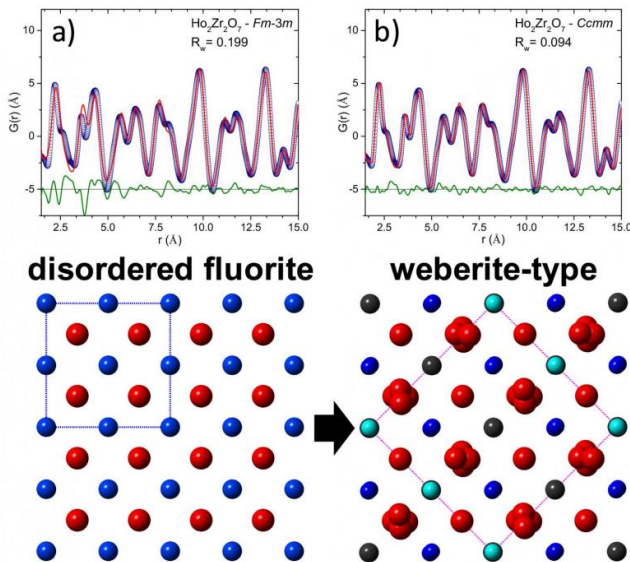 a)
Ho2Zr2O7 - Fm-3m
Rw = 0.199
G(r) (Å)
5
0
-5
2.5 5.0 7.5 10.0 12.5 15.0
r (Å)
b)
Ho2Zr2O7 - Ccmm
Rw = 0.094
G(r) (Å)
5
0
-5
2.5 5.0 7.5 10.0 12.5 15.0
r (Å)
disordered fluorite
weberite-type